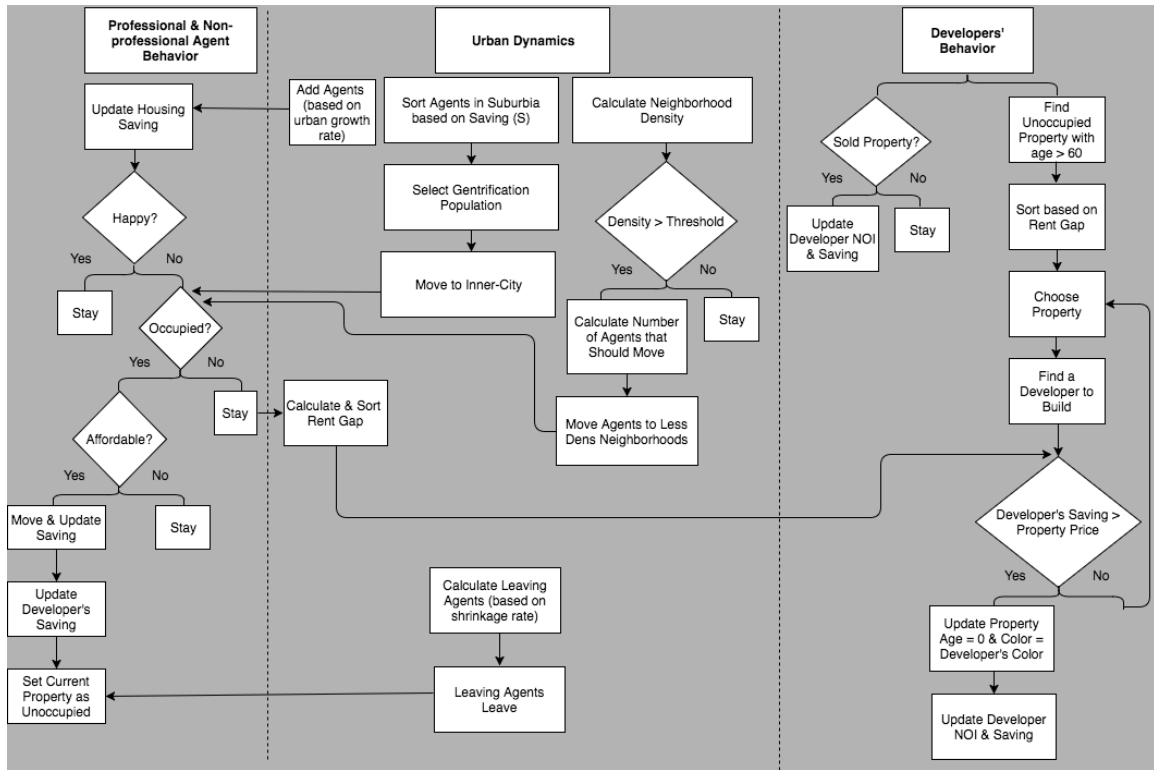 Professional & Non-
professional Agent
Behavior
Update Housing
Saving
Happy?
Yes
No
Stay
Occupied?
Yes
No
Stay
Affordable?
Yes
No
Stay
Move & Update
Saving
Update
Developer's
Saving
Set Current
Property as
Unoccupied
Urban Dynamics
Add Agents
(based on
urban growth
rate)
Sort Agents in Suburbia
based on Saving (S)
Select Gentrification
Population
Move to Inner-City
Calculate Neighborhood
Density
Density > Threshold
Yes
No
Stay
Calculate Number
of Agents that
Should Move
Move Agents to Less
Dens Neighborhoods
Calculate & Sort
Rent Gap
Calculate Leaving
Agents (based on
shrinkage rate)
Leaving Agents
Leave
Developers'
Behavior
Sold Property?
Yes
No
Update
Developer NOI
& Saving
Stay
Find
Unoccupied
Property with
age > 60
Sort based on
Rent Gap
Choose
Property
Find a
Developer to
Build
Developer's Saving >
Property Price
Yes
No
Update Property
Age = 0 & Color =
Developer's Color
Update Developer
NOI & Saving